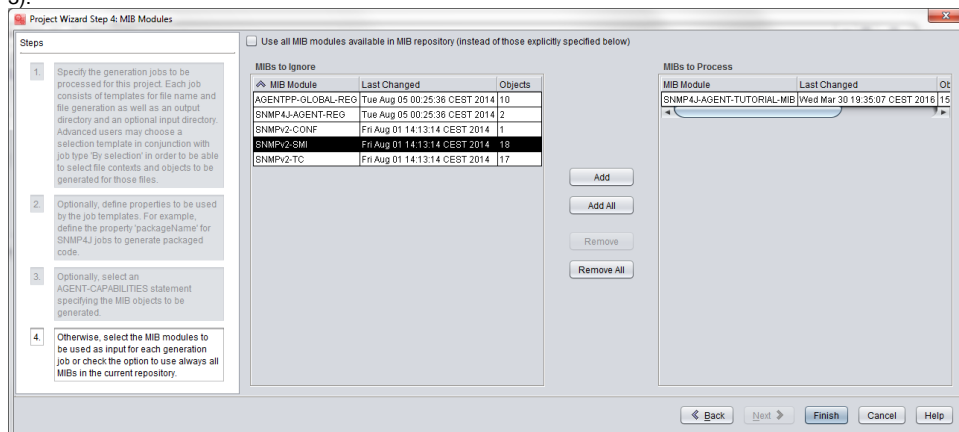 s).
Project Wizard Step 4: MIB Modules
Steps
1. Specify the generation jobs to be
processed for this project. Each job
consists of templates for file name and
file generation as well as an output
directory and an optional input directory.
Advanced users may choose a
selection template in conjunction with
job type 'By selection' in order to be able
to select file contexts and objects to be
generated for those files.
2. Optionally, define properties to be used
by the job templates. For example,
define the property 'packageName' for
SNMP4J jobs to generate packaged
code.
3. Optionally, select an
AGENT-CAPABILITIES statement
specifying the MIB objects to be
generated.
4. Otherwise, select the MIB modules to
be used as input for each generation
job or check the option to use always all
MIBs in the current repository.
Use all MIB modules available in MIB repository (instead of those explicitly specified below)
MIBs to Ignore
MIB Module Last Changed Objects
AGENTPP-GLOBAL-REG Tue Aug 05 00:25:36 CEST 2014 10
SNMP4J-AGENT-REG Tue Aug 05 00:25:36 CEST 2014 2
SNMPv2-CONF Fri Aug 01 14:13:14 CEST 2014 1
SNMPv2-SMI Fri Aug 01 14:13:14 CEST 2014 18
SNMPv2-TC Fri Aug 01 14:13:14 CEST 2014 17
Add
Add All
Remove
Remove All
MIBs to Process
MIB Module Last Changed Ob
SNMP4J-AGENT-TUTORIAL-MIB Wed Mar 30 19:35:07 CEST 2016 15
Back Next Finish Cancel Help